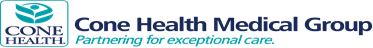 CONE
HEALTH®
Cone Health Medical Group
Partnering for exceptional care.